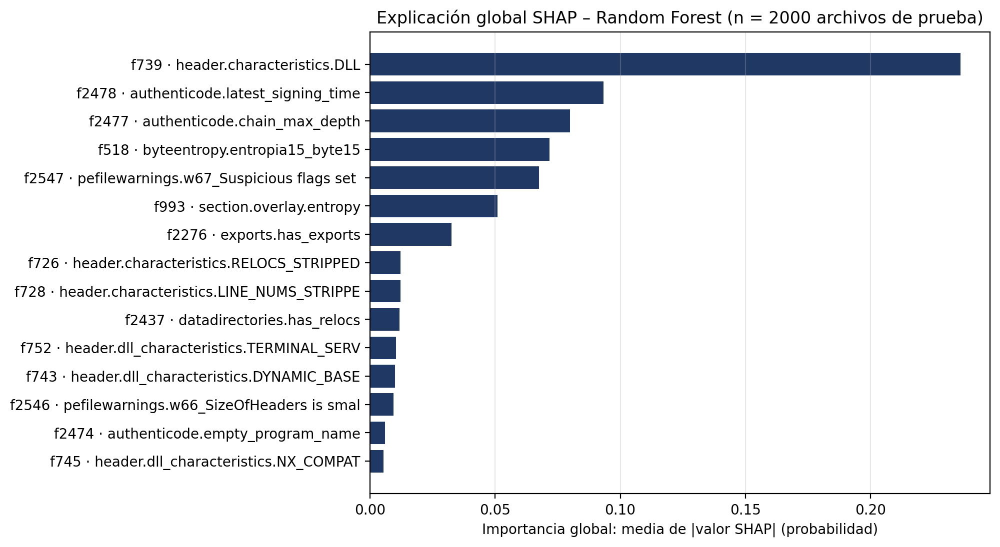 Explicación global SHAP – Random Forest (n = 2000 archivos de prueba)
f739 · header.characteristics.DLL
f2478 · authenticode.latest_signing_time
f2477 · authenticode.chain_max_depth
f518 · byteentropy.entropia15_byte15
f2547 · pefilewarnings.w67_Suspicious flags set
f993 · section.overlay.entropy
f2276 · exports.has_exports
f726 · header.characteristics.RELOCS_STRIPPED
f728 · header.characteristics.LINE_NUMS_STRIPPE
f2437 · datadirectories.has_relocs
f752 · header.dll_characteristics.TERMINAL_SERV
f743 · header.dll_characteristics.DYNAMIC_BASE
f2546 · pefilewarnings.w66_SizeOfHeaders is smal
f2474 · authenticode.empty_program_name
f745 · header.dll_characteristics.NX_COMPAT
0.00 0.05 0.10 0.15 0.20
Importancia global: media de |valor SHAP| (probabilidad)